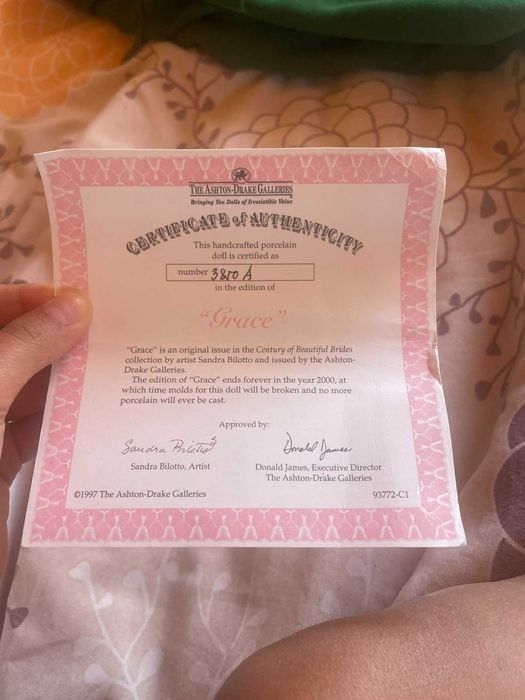 THE ASHTON-DRAKE GALLERIES
Bringing You Dolls of Irresistible Value
CERTIFICATE of AUTHENTICITY
This handcrafted porcelain
doll is certified as
number 3810 A
in the edition of
"Grace"
"Grace" is an original issue in the Century of Beautiful Brides
collection by artist Sandra Bilotto and issued by the Ashton-
Drake Galleries.
The edition of "Grace" ends forever in the year 2000, at
which time molds for this doll will be broken and no more
porcelain will ever be cast.
Approved by:
Sandra Bilotto
Donald James
Sandra Bilotto, Artist
Donald James, Executive Director
The Ashton-Drake Galleries
©1997 The Ashton-Drake Galleries
93772-C1